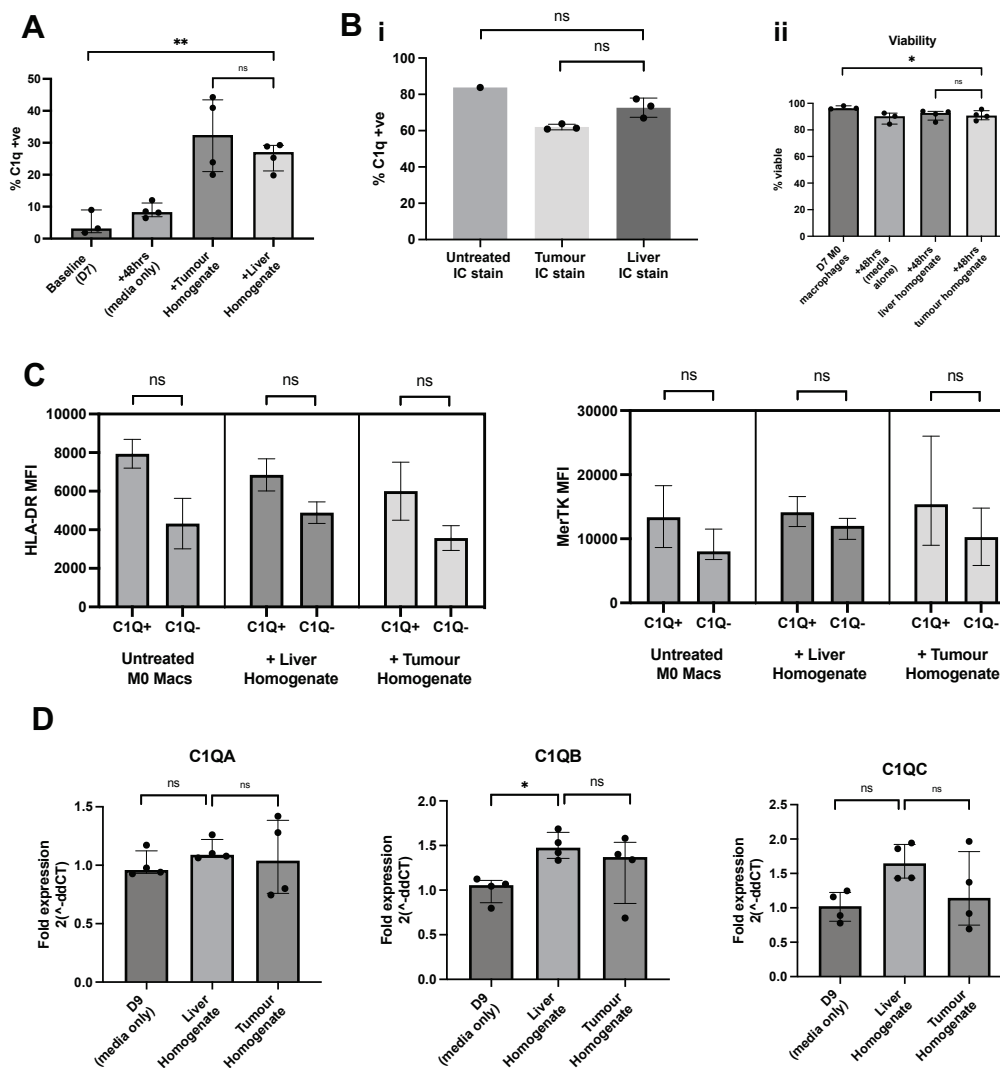 A
**
ns
% C1q +ve
50
40
30
20
10
0
Baseline
(D7)
+48hrs
(media only)
+Tumour
Homogenate
+Liver
Homogenate
B
i
ns
ns
% C1q +ve
100
80
60
40
20
0
Untreated
IC stain
Tumour
IC stain
Liver
IC stain
ii
Viability
*
ns
% viable
100
80
60
40
20
0
D7 M0
macrophages
+48hrs
(media
alone)
+48hrs
liver homogenate
+48hrs
tumour homogenate
C
ns
ns
ns
HLA-DR MFI
10000
8000
6000
4000
2000
0
C1Q+
C1Q-
C1Q+
C1Q-
C1Q+
C1Q-
Untreated
M0 Macs
+ Liver
Homogenate
+ Tumour
Homogenate
ns
ns
ns
MerTK MFI
30000
20000
10000
0
C1Q+
C1Q-
C1Q+
C1Q-
C1Q+
C1Q-
Untreated
M0 Macs
+ Liver
Homogenate
+ Tumour
Homogenate
D
C1QA
ns
ns
Fold expression
2(^-ddCT)
1.5
1.0
0.5
0.0
D9
(media only)
Liver
Homogenate
Tumour
Homogenate
C1QB
*
ns
Fold expression
2(^-ddCT)
2.0
1.5
1.0
0.5
0.0
D9
(media only)
Liver
Homogenate
Tumour
Homogenate
C1QC
ns
ns
Fold expression
2(^-ddCT)
2.5
2.0
1.5
1.0
0.5
0.0
D9
(media only)
Liver
Homogenate
Tumour
Homogenate